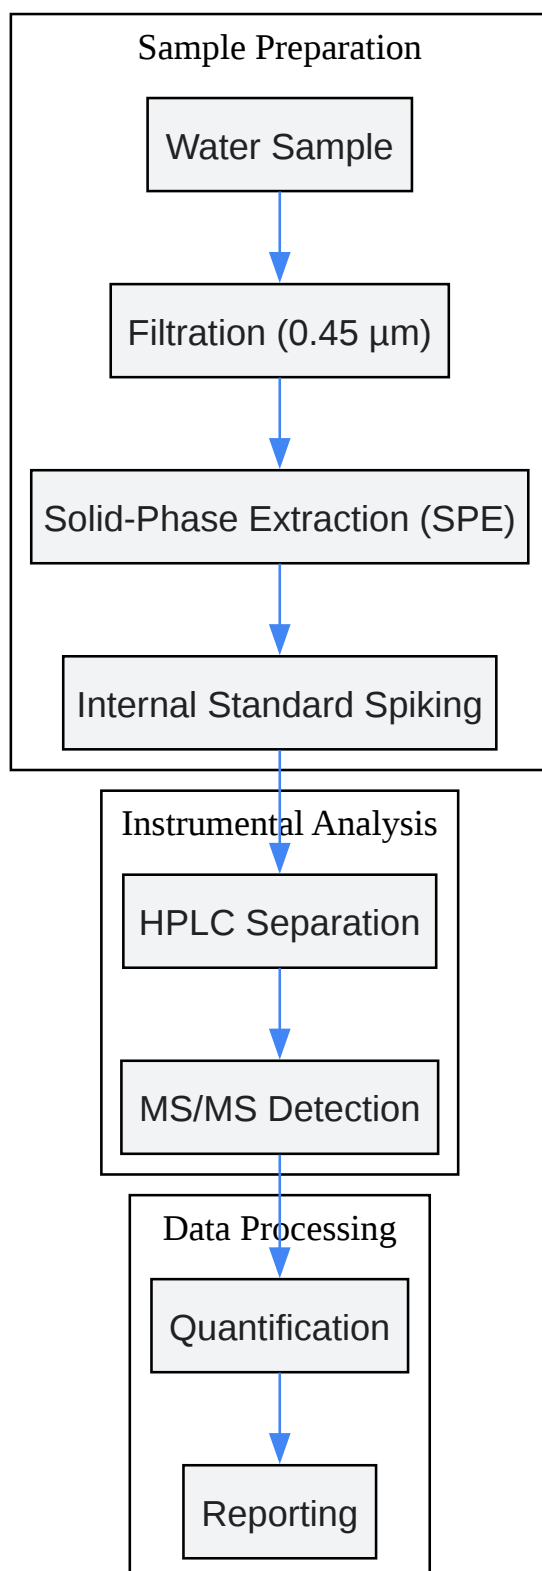 Sample Preparation
Water Sample
Filtration (0.45 µm)
Solid-Phase Extraction (SPE)
Internal Standard Spiking
Instrumental Analysis
HPLC Separation
MS/MS Detection
Data Processing
Quantification
Reporting